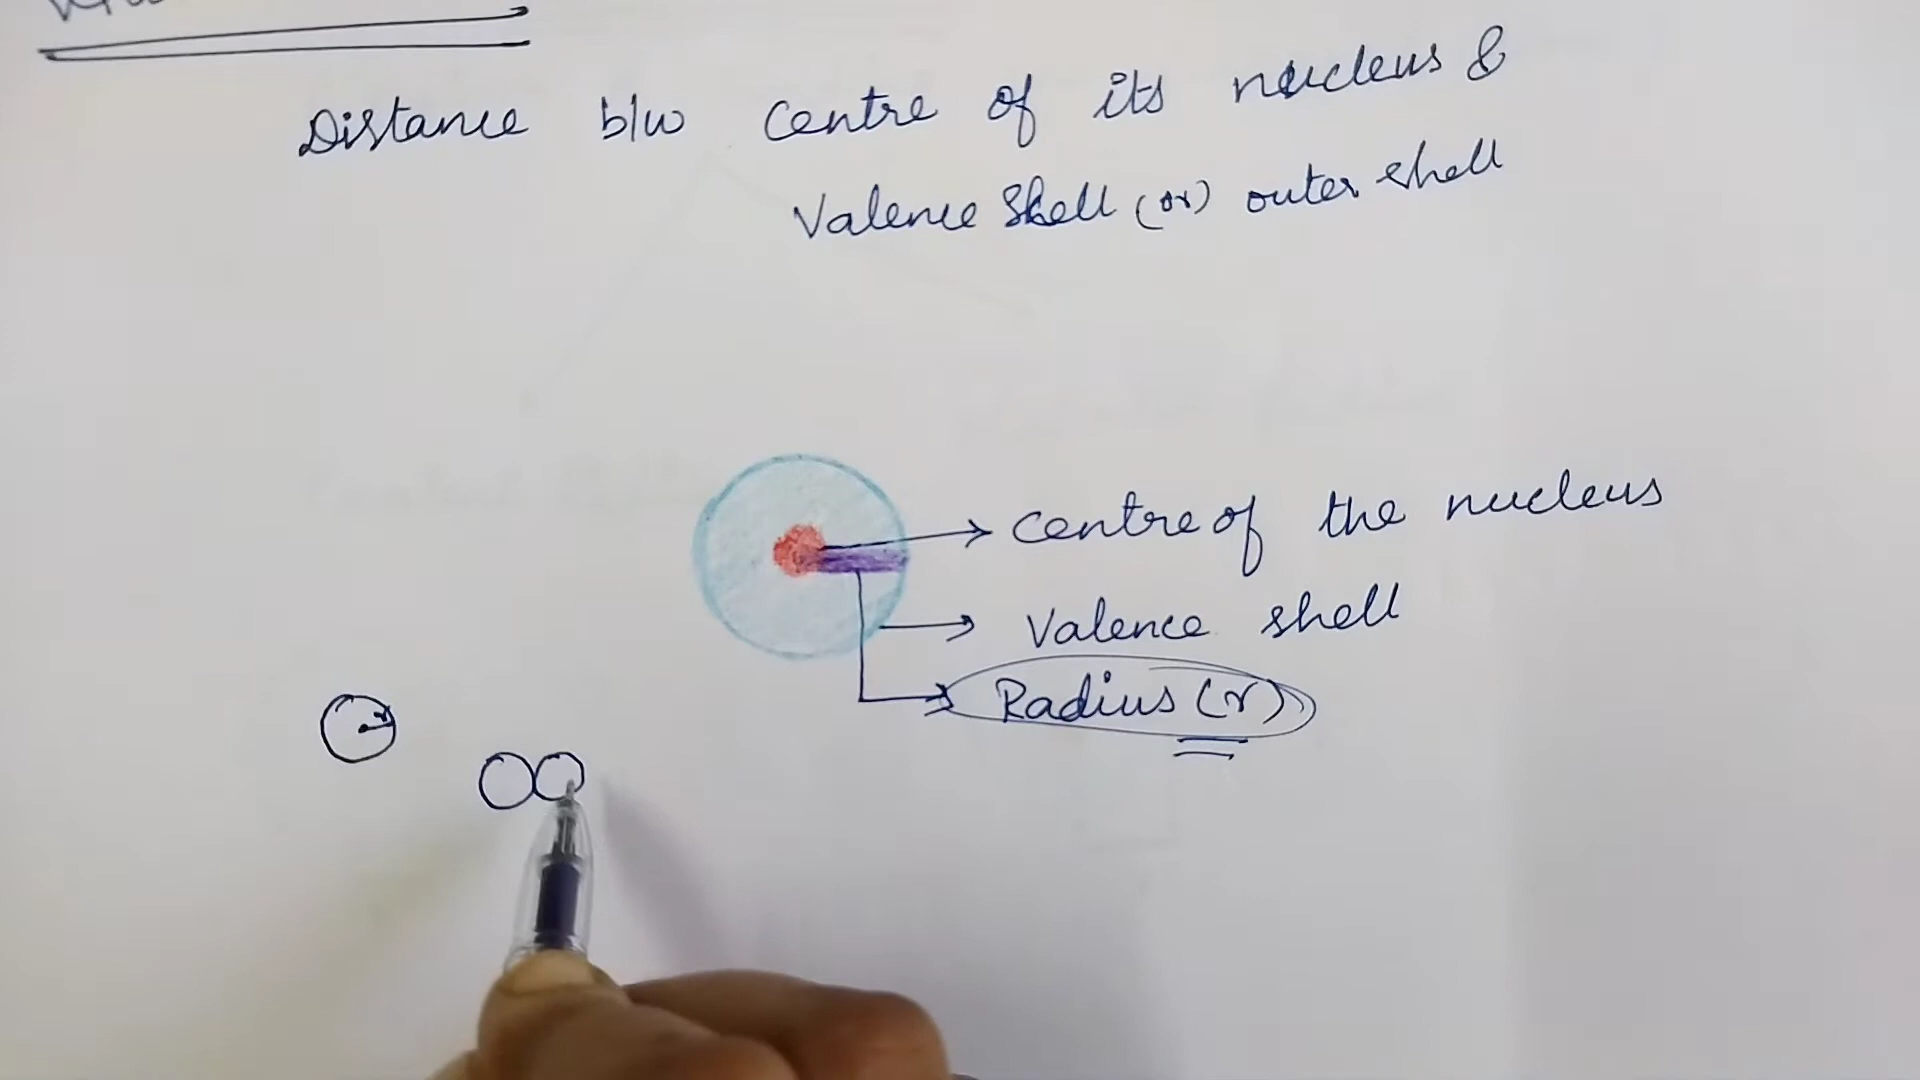 Distance b/w centre of its nucleus &
Valence shell (or) outer shell
centre of the nucleus
Valence shell
Radius (r)
r